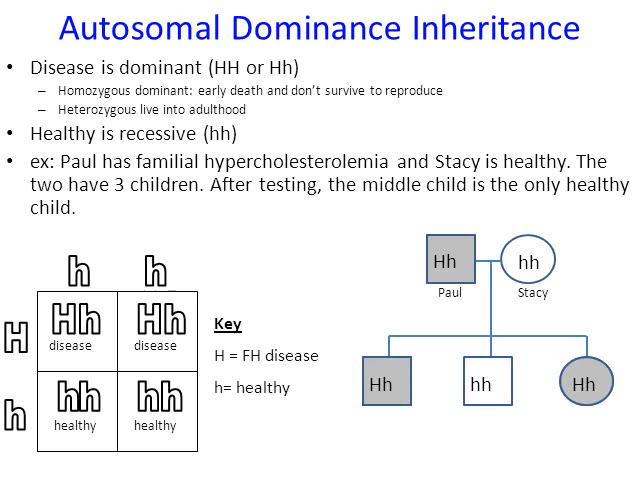 Autosomal Dominance Inheritance
• Disease is dominant (HH or Hh)
– Homozygous dominant: early death and don't survive to reproduce
– Heterozygous live into adulthood
• Healthy is recessive (hh)
• ex: Paul has familial hypercholesterolemia and Stacy is healthy. The
two have 3 children. After testing, the middle child is the only healthy
child.
h h
H Hh Hh
disease disease
h hh hh
healthy healthy
Key
H = FH disease
h= healthy
Hh hh
Paul Stacy
Hh hh Hh